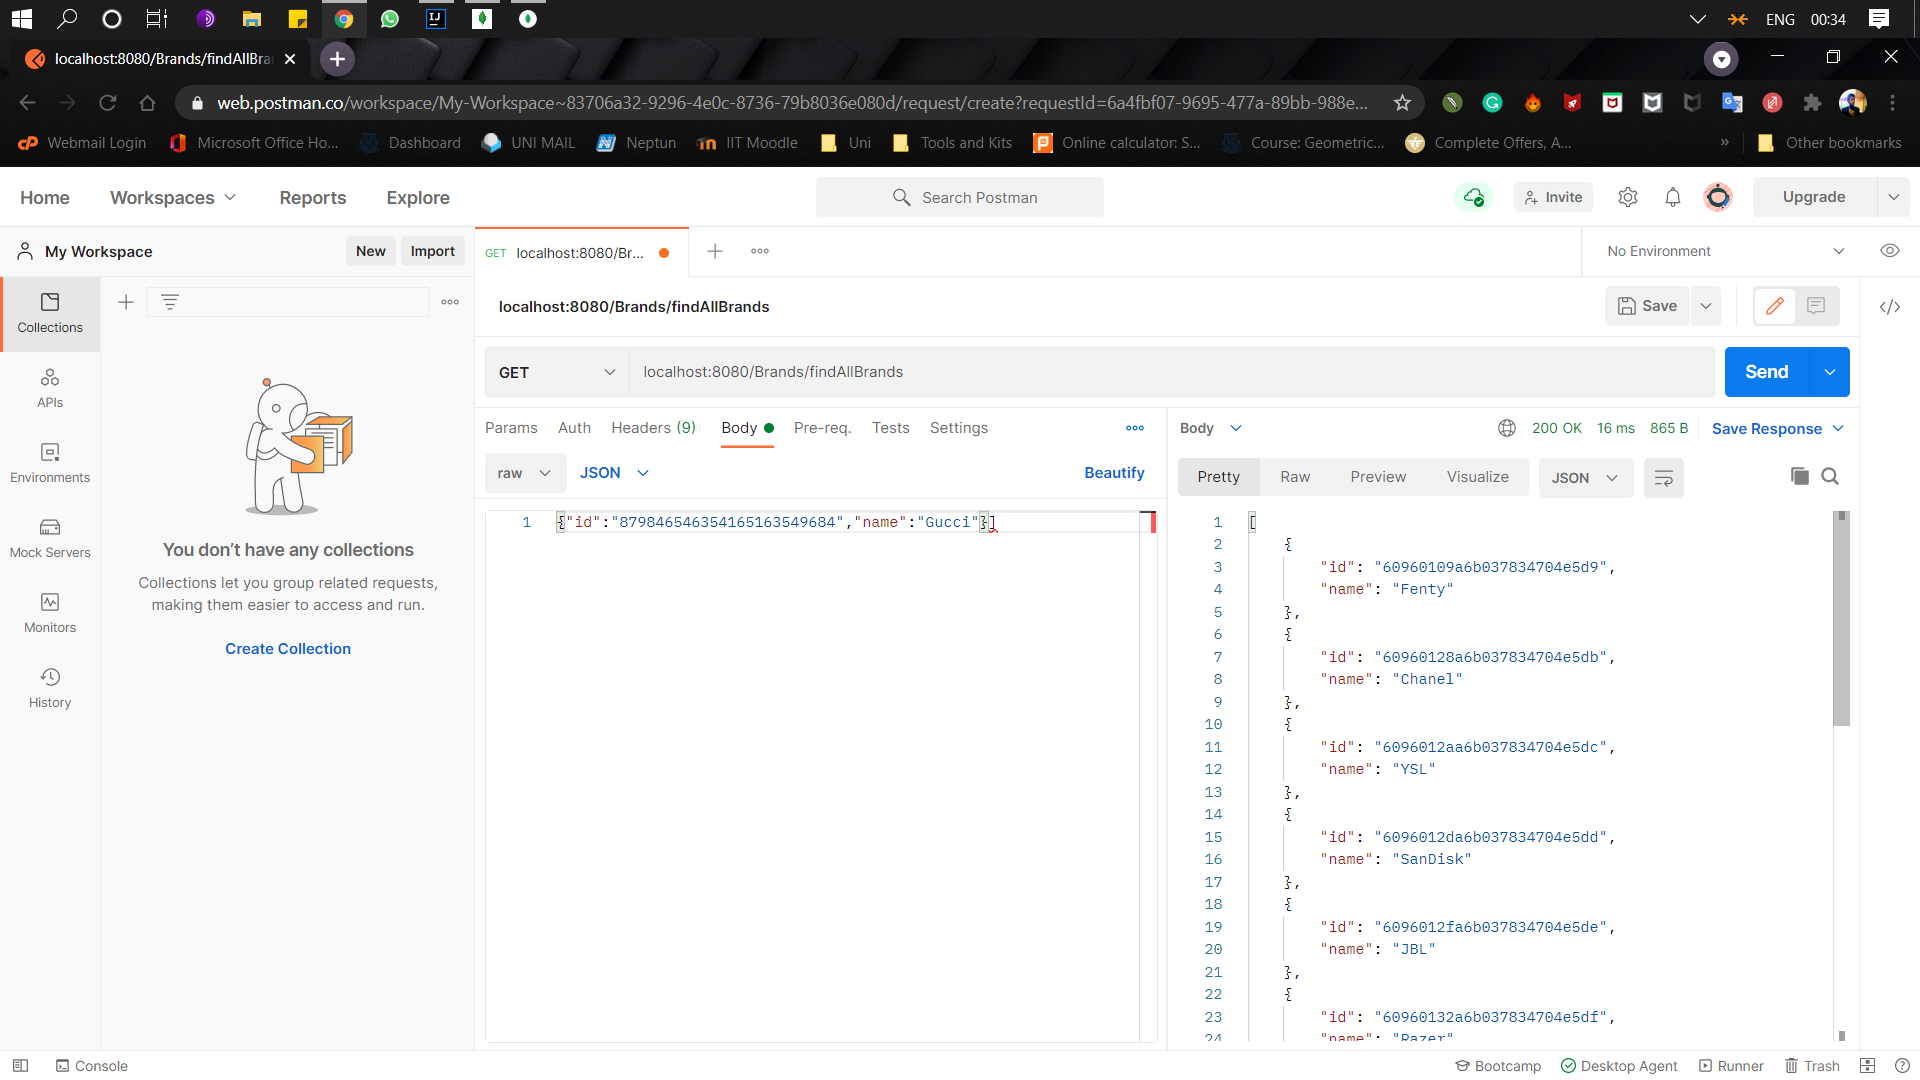 ENG 00:34
localhost:8080/Brands/findAllBra
web.postman.co/workspace/My-Workspace~83706a32-9296-4e0c-8736-79b8036e080d/request/create?requestId=6a4fbf07-9695-477a-89bb-988e...
Webmail Login Microsoft Office Ho... Dashboard UNI MAIL Neptun IIT Moodle Uni Tools and Kits Online calculator: S... Course: Geometric... Complete Offers, A... » Other bookmarks
Home Workspaces Reports Explore Search Postman Invite Upgrade
My Workspace New Import GET localhost:8080/Br... No Environment
Collections
APIs
Environments
Mock Servers
Monitors
History
You don’t have any collections
Collections let you group related requests,
making them easier to access and run.
Create Collection
localhost:8080/Brands/findAllBrands Save
GET localhost:8080/Brands/findAllBrands Send
Params Auth Headers (9) Body Pre-req. Tests Settings
raw JSON Beautify
1 {"id":"879846546354165163549684","name":"Gucci"}]
Body 200 OK 16 ms 865 B Save Response
Pretty Raw Preview Visualize JSON
1 [
2 {
3 "id": "60960109a6b037834704e5d9",
4 "name": "Fenty"
5 },
6 {
7 "id": "60960128a6b037834704e5db",
8 "name": "Chanel"
9 },
10 {
11 "id": "6096012aa6b037834704e5dc",
12 "name": "YSL"
13 },
14 {
15 "id": "6096012da6b037834704e5dd",
16 "name": "SanDisk"
17 },
18 {
19 "id": "6096012fa6b037834704e5de",
20 "name": "JBL"
21 },
22 {
23 "id": "60960132a6b037834704e5df",
24 "name": "Razer"
Console Bootcamp Desktop Agent Runner Trash